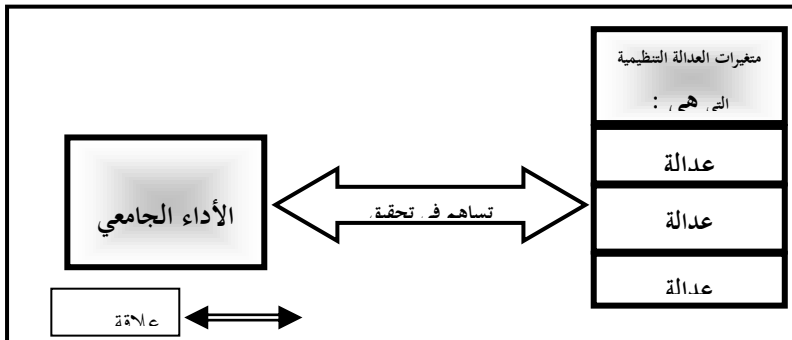 متغيرات العدالة التنظيمية
التي هي :
عدالة
عدالة
عدالة
تساهم في تحقيق
الأداء الجامعي
علاقة